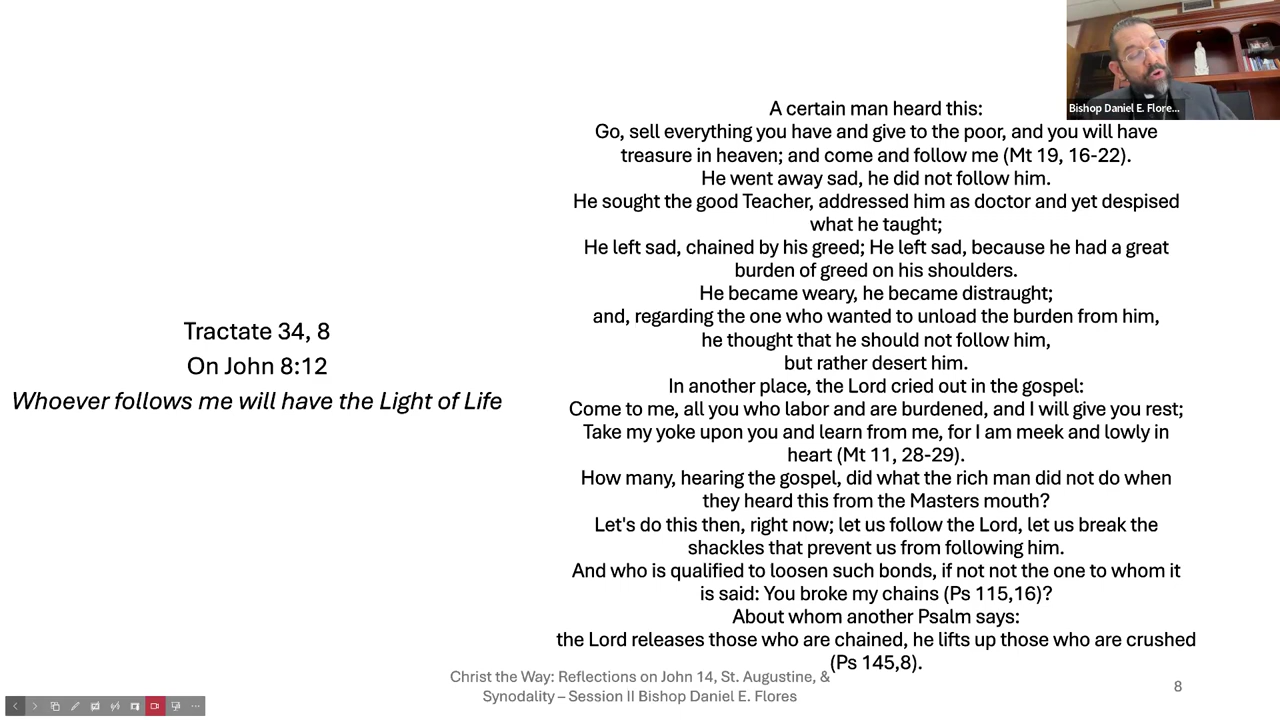 Bishop Daniel E. Flore...
A certain man heard this:
Go, sell everything you have and give to the poor, and you will have
treasure in heaven; and come and follow me (Mt 19, 16-22).
He went away sad, he did not follow him.
He sought the good Teacher, addressed him as doctor and yet despised
what he taught;
He left sad, chained by his greed; He left sad, because he had a great
burden of greed on his shoulders.
He became weary, he became distraught;
and, regarding the one who wanted to unload the burden from him,
he thought that he should not follow him,
but rather desert him.
In another place, the Lord cried out in the gospel:
Come to me, all you who labor and are burdened, and I will give you rest;
Take my yoke upon you and learn from me, for I am meek and lowly in
heart (Mt 11, 28-29).
How many, hearing the gospel, did what the rich man did not do when
they heard this from the Masters mouth?
Let's do this then, right now; let us follow the Lord, let us break the
shackles that prevent us from following him.
And who is qualified to loosen such bonds, if not not the one to whom it
is said: You broke my chains (Ps 115,16)?
About whom another Psalm says:
the Lord releases those who are chained, he lifts up those who are crushed
(Ps 145,8).
Tractate 34, 8
On John 8:12
Whoever follows me will have the Light of Life
Christ the Way: Reflections on John 14, St. Augustine, &
Synodality – Session II Bishop Daniel E. Flores
8